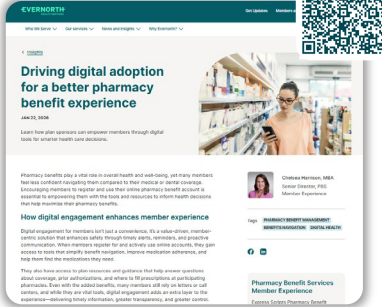 EVERNORTH
Get Updates Members
Who We Serve Our Services News and Insights Why Evernorth?
< Insights
Driving digital adoption
for a better pharmacy
benefit experience
JAN 22, 2026
Learn how plan sponsors can empower members through digital
tools for smarter health care decisions.
Pharmacy benefits play a vital role in overall health and well-being, yet many members
feel less confident navigating them compared to their medical or dental coverage.
Encouraging members to register and use their online pharmacy benefit account is
essential to empowering them with the tools and resources to inform decisions
that help maximize their pharmacy benefits.
Chelsea Harrison, MBA
Senior Director, PBS
Member Experience
How digital engagement enhances member experience
Digital engagement for members isn't just a convenience, it's a value-driven, member-
centric solution that enhances safety through timely alerts, reminders, and proactive
communication. When members register for and actively use online accounts, they gain
access to tools that simplify benefit navigation, improve medication adherence, and
help them find the medications they need.
Tags PHARMACY BENEFIT MANAGEMENT
BENEFITS NAVIGATION DIGITAL HEALTH
They also have access to plan resources and guidance that help answer questions
about coverage, prior authorizations, and where to fill prescriptions at participating
pharmacies. Even with the added benefits, many members still rely on letters or call
centers, and while they are vital tools, digital engagement adds an extra layer to the
experience—delivering timely information, greater transparency, and greater control.
Pharmacy Benefit Services
Member Experience
Express Scripts Pharmacy Benefit